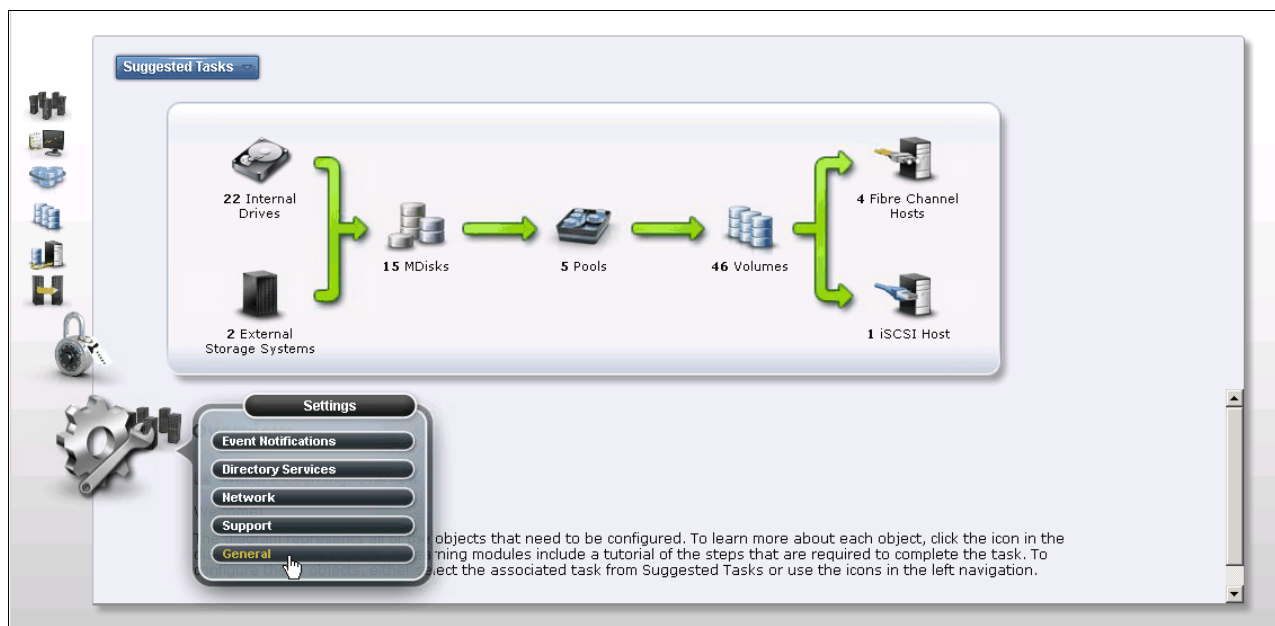 Suggested Tasks
22 Internal
Drives
2 External
Storage Systems
15 MDisks
5 Pools
46 Volumes
4 Fibre Channel
Hosts
1 iSCSI Host
Settings
Event Notifications
Directory Services
Network
Support
General
objects that need to be configured. To learn more about each object, click the icon in the
rning modules include a tutorial of the steps that are required to complete the task. To
lect the associated task from Suggested Tasks or use the icons in the left navigation.